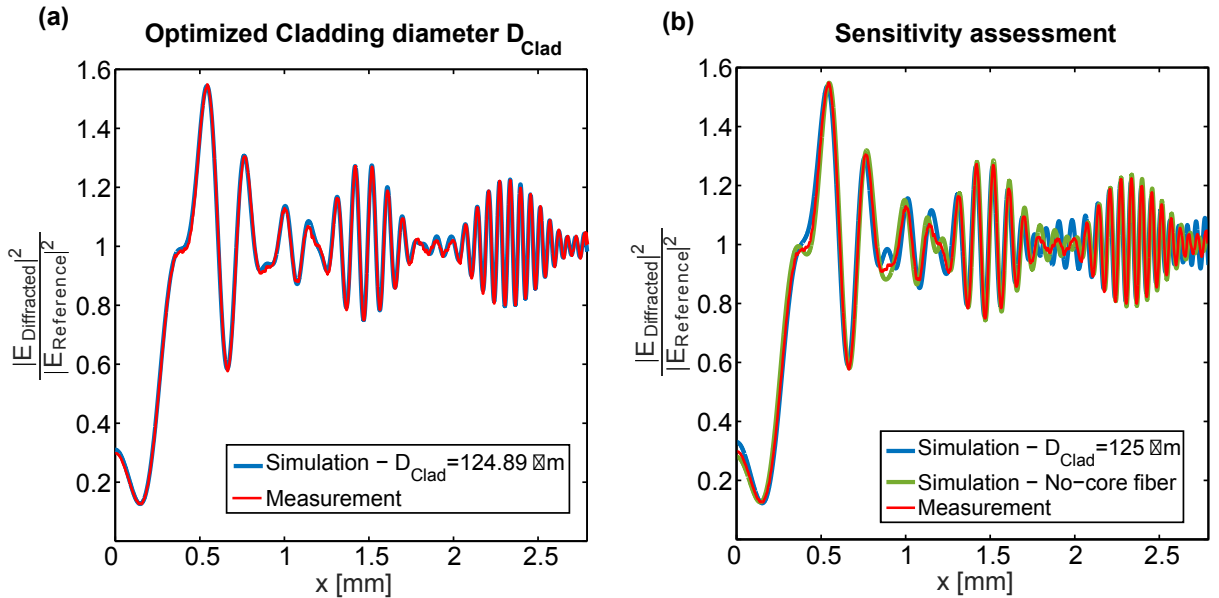 (a)
Optimized Cladding diameter D_Clad
1.6
1.4
1.2
1
0.8
0.6
0.4
0.2
|E_Diffracted|^2
|E_Reference|^2
0 0.5 1 1.5 2 2.5
x [mm]
Simulation − D_Clad=124.89 �m
Measurement
(b)
Sensitivity assessment
1.6
1.4
1.2
1
0.8
0.6
0.4
0.2
|E_Diffracted|^2
|E_Reference|^2
0 0.5 1 1.5 2 2.5
x [mm]
Simulation − D_Clad=125 �m
Simulation − No-core fiber
Measurement